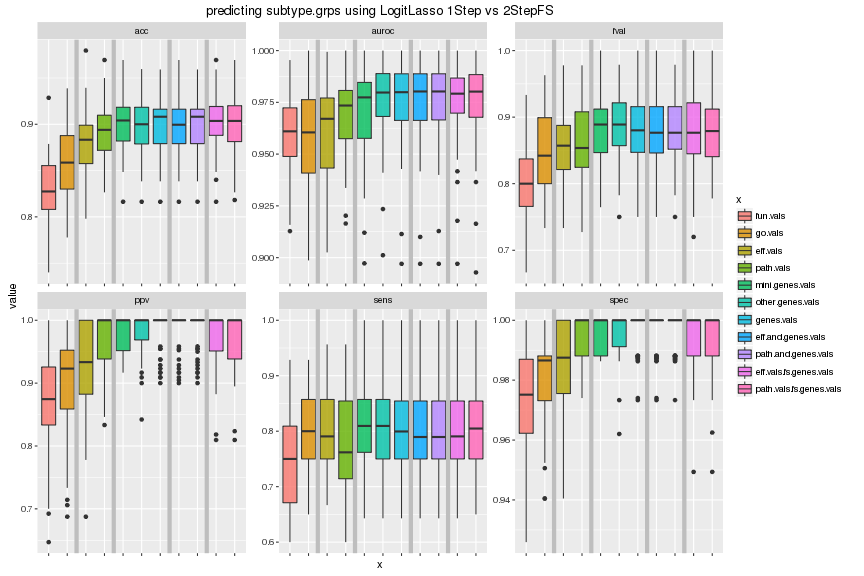 predicting subtype.grps using LogitLasso 1Step vs 2StepFS
acc
auroc
fval
0.9
0.8
1.000
0.975
0.950
0.925
0.900
1.0
0.9
0.8
0.7
value
ppv
sens
spec
1.0
0.9
0.8
0.7
1.0
0.9
0.8
0.7
0.6
1.00
0.98
0.96
0.94
x
x
fun.vals
go.vals
eff.vals
path.vals
mini.genes.vals
other.genes.vals
genes.vals
eff.and.genes.vals
path.and.genes.vals
eff.vals.fs.genes.vals
path.vals.fs.genes.vals